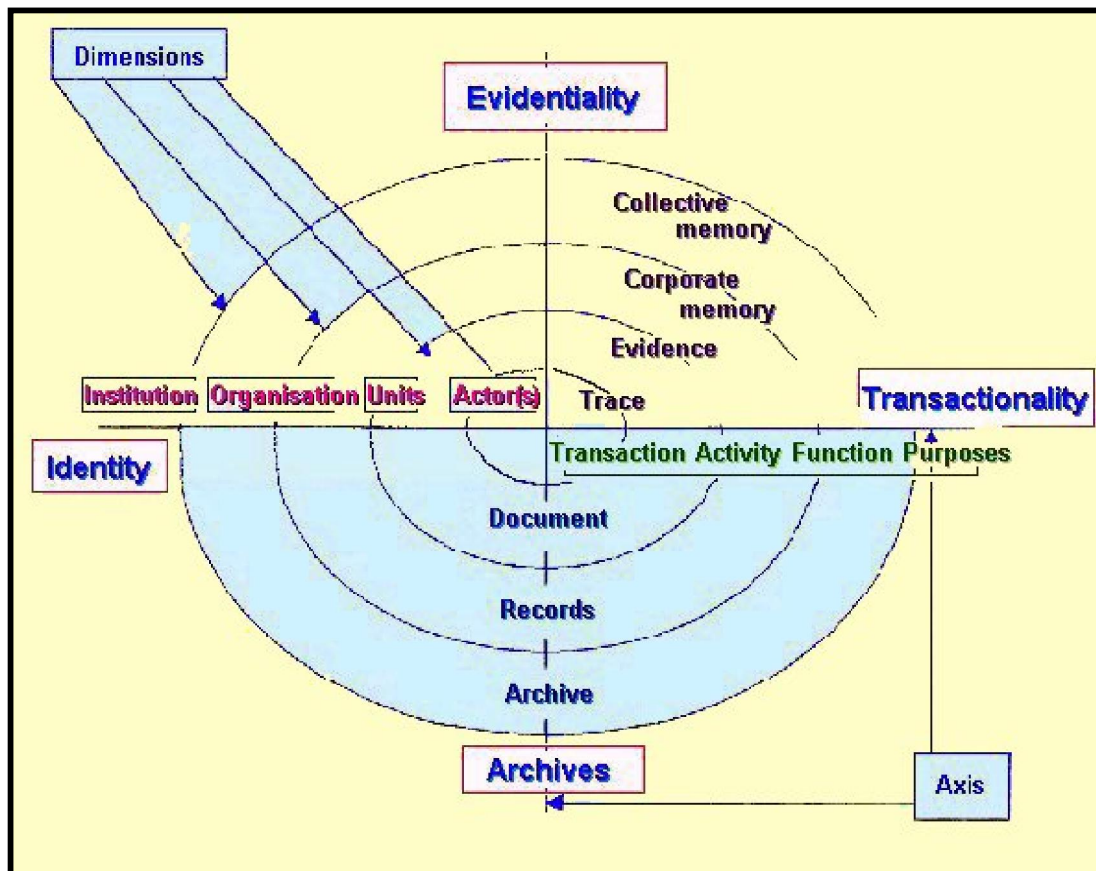 Dimensions
Evidentiality
Collective
memory
Corporate
memory
Evidence
Institution Organisation Units Actor(s) Trace Transactionality
Identity Transaction Activity Function Purposes
Document
Records
Archive
Archives
Axis